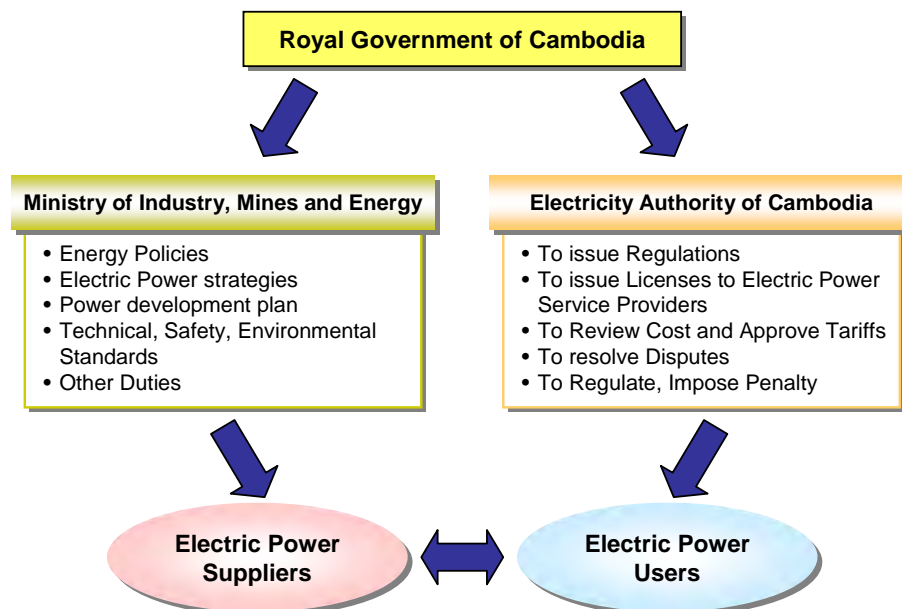 Royal Government of Cambodia
Ministry of Industry, Mines and Energy
• Energy Policies
• Electric Power strategies
• Power development plan
• Technical, Safety, Environmental
Standards
• Other Duties
Electricity Authority of Cambodia
• To issue Regulations
• To issue Licenses to Electric Power
Service Providers
• To Review Cost and Approve Tariffs
• To resolve Disputes
• To Regulate, Impose Penalty
Electric Power
Suppliers
Electric Power
Users